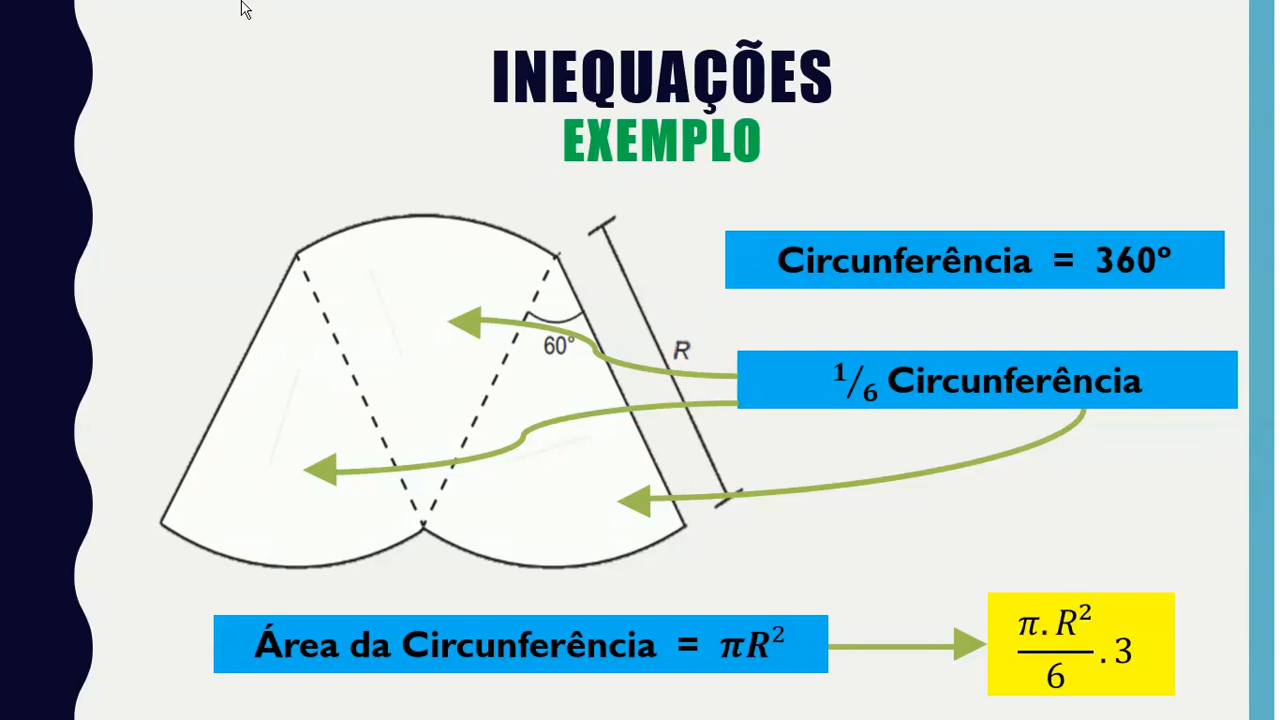 INEQUAÇÕES
EXEMPLO
Circunferência = 360º
60°
R
1/6 Circunferência
Área da Circunferência = πR²
π.R²/6 .3